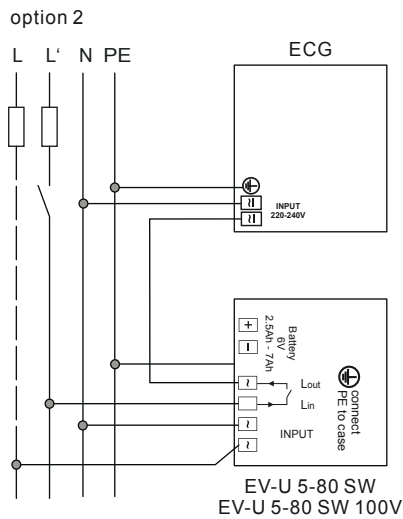 option 2
L L' N PE
ECG
INPUT
220-240V
+
−
Battery
6V
2.5Ah - 7Ah
~
Lout
Lin
~
INPUT
~
connect
PE to case
EV-U 5-80 SW
EV-U 5-80 SW 100V